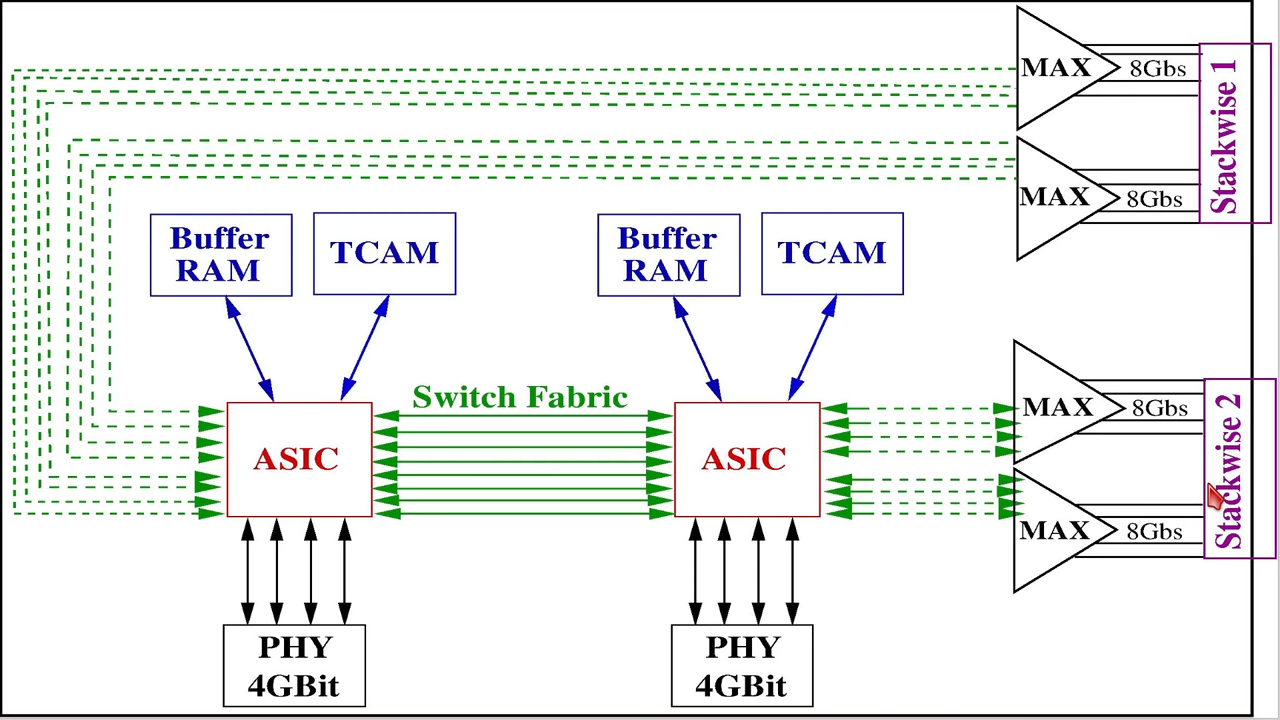 MAX
8Gbs
Stackwise 1
MAX
8Gbs
Buffer
RAM
TCAM
Buffer
RAM
TCAM
Switch Fabric
ASIC
ASIC
MAX
8Gbs
Stackwise 2
MAX
8Gbs
PHY
4GBit
PHY
4GBit